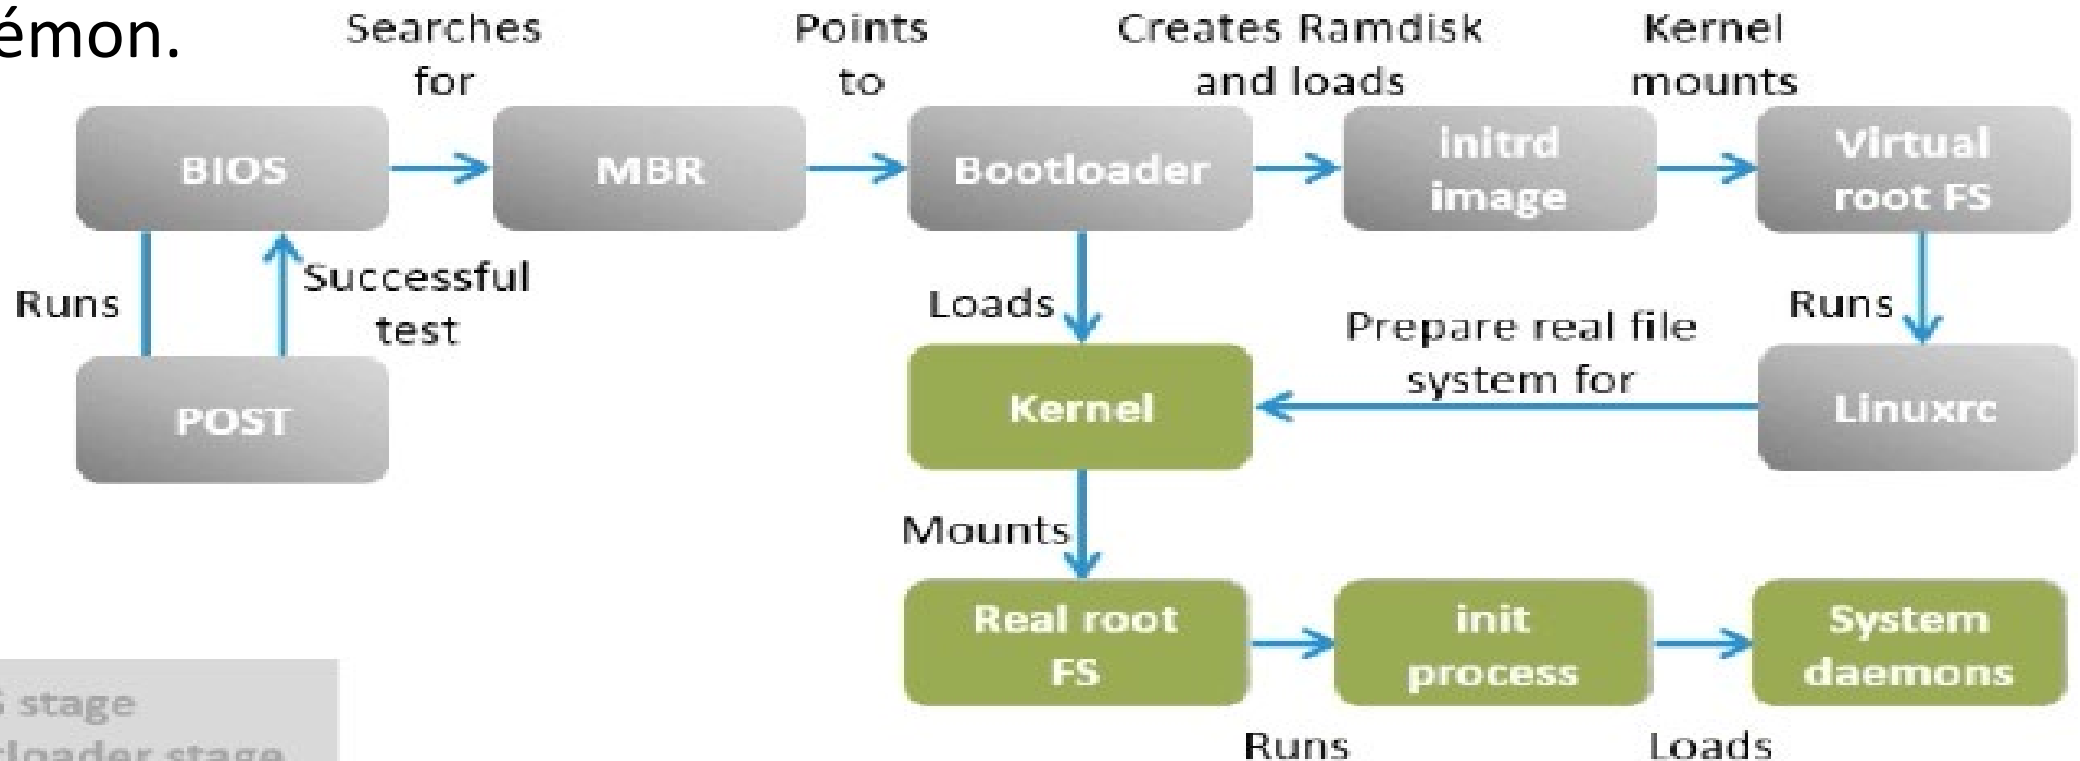 Searches
for
Points
to
Creates Ramdisk
and loads
Kernel
mounts
BIOS
MBR
Bootloader
initrd
image
Virtual
root FS
Runs
Successful
test
Loads
Prepare real file
system for
Runs
POST
Kernel
Linuxrc
Mounts
Real root
FS
init
process
System
daemons
stage
stage
Runs
Loads